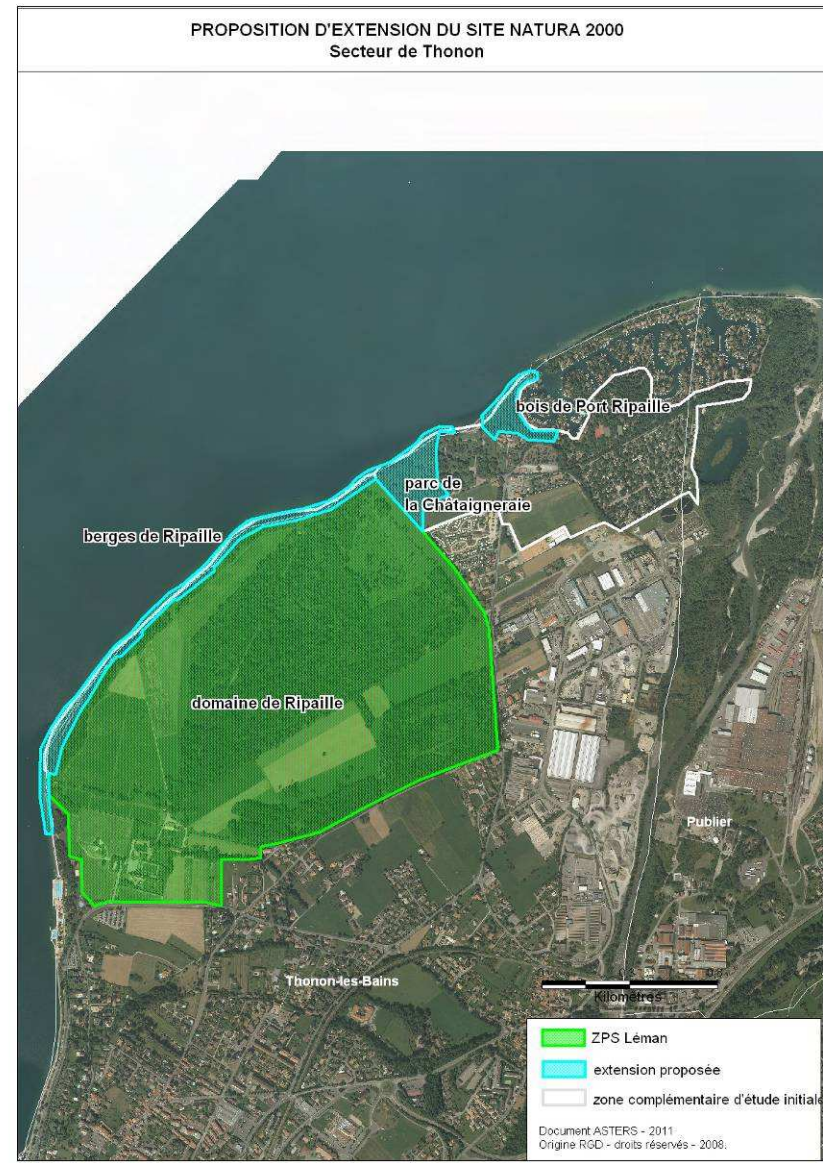 PROPOSITION D'EXTENSION DU SITE NATURA 2000
Secteur de Thonon
bois de Port Ripaille
parc de
la Châtaigneraie
berges de Ripaille
domaine de Ripaille
Publier
Thonon-les-Bains
Kilomètres
ZPS Léman
extension proposée
zone complémentaire d'étude initiale
Document ASTERS - 2011
Origine RGD - droits réservés - 2008.